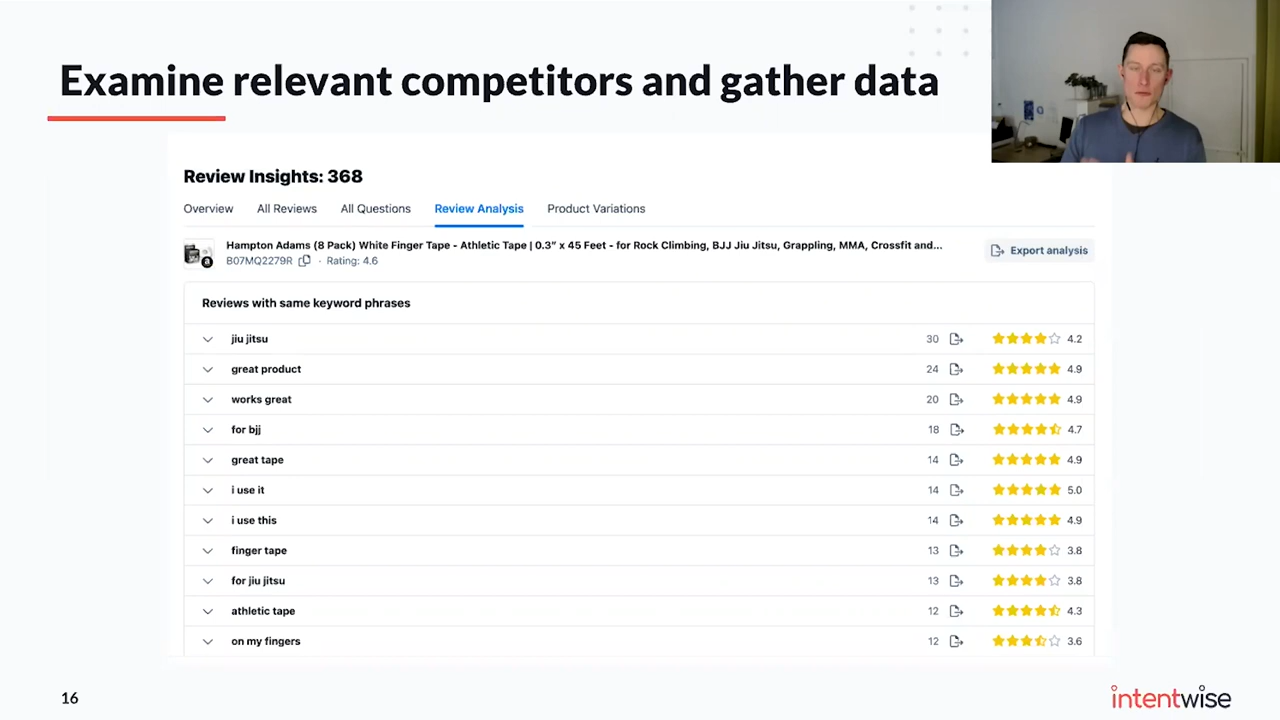 Examine relevant competitors and gather data
Review Insights: 368
Overview All Reviews All Questions Review Analysis Product Variations
Hampton Adams (8 Pack) White Finger Tape - Athletic Tape | 0.3” x 45 Feet - for Rock Climbing, BJJ Jiu Jitsu, Grappling, MMA, Crossfit and...
B07MQ2279R · Rating: 4.6
Export analysis
Reviews with same keyword phrases
jiu jitsu 30 4.2
great product 24 4.9
works great 20 4.9
for bjj 18 4.7
great tape 14 4.9
i use it 14 5.0
i use this 14 4.9
finger tape 13 3.8
for jiu jitsu 13 3.8
athletic tape 12 4.3
on my fingers 12 3.6
16
intentwise